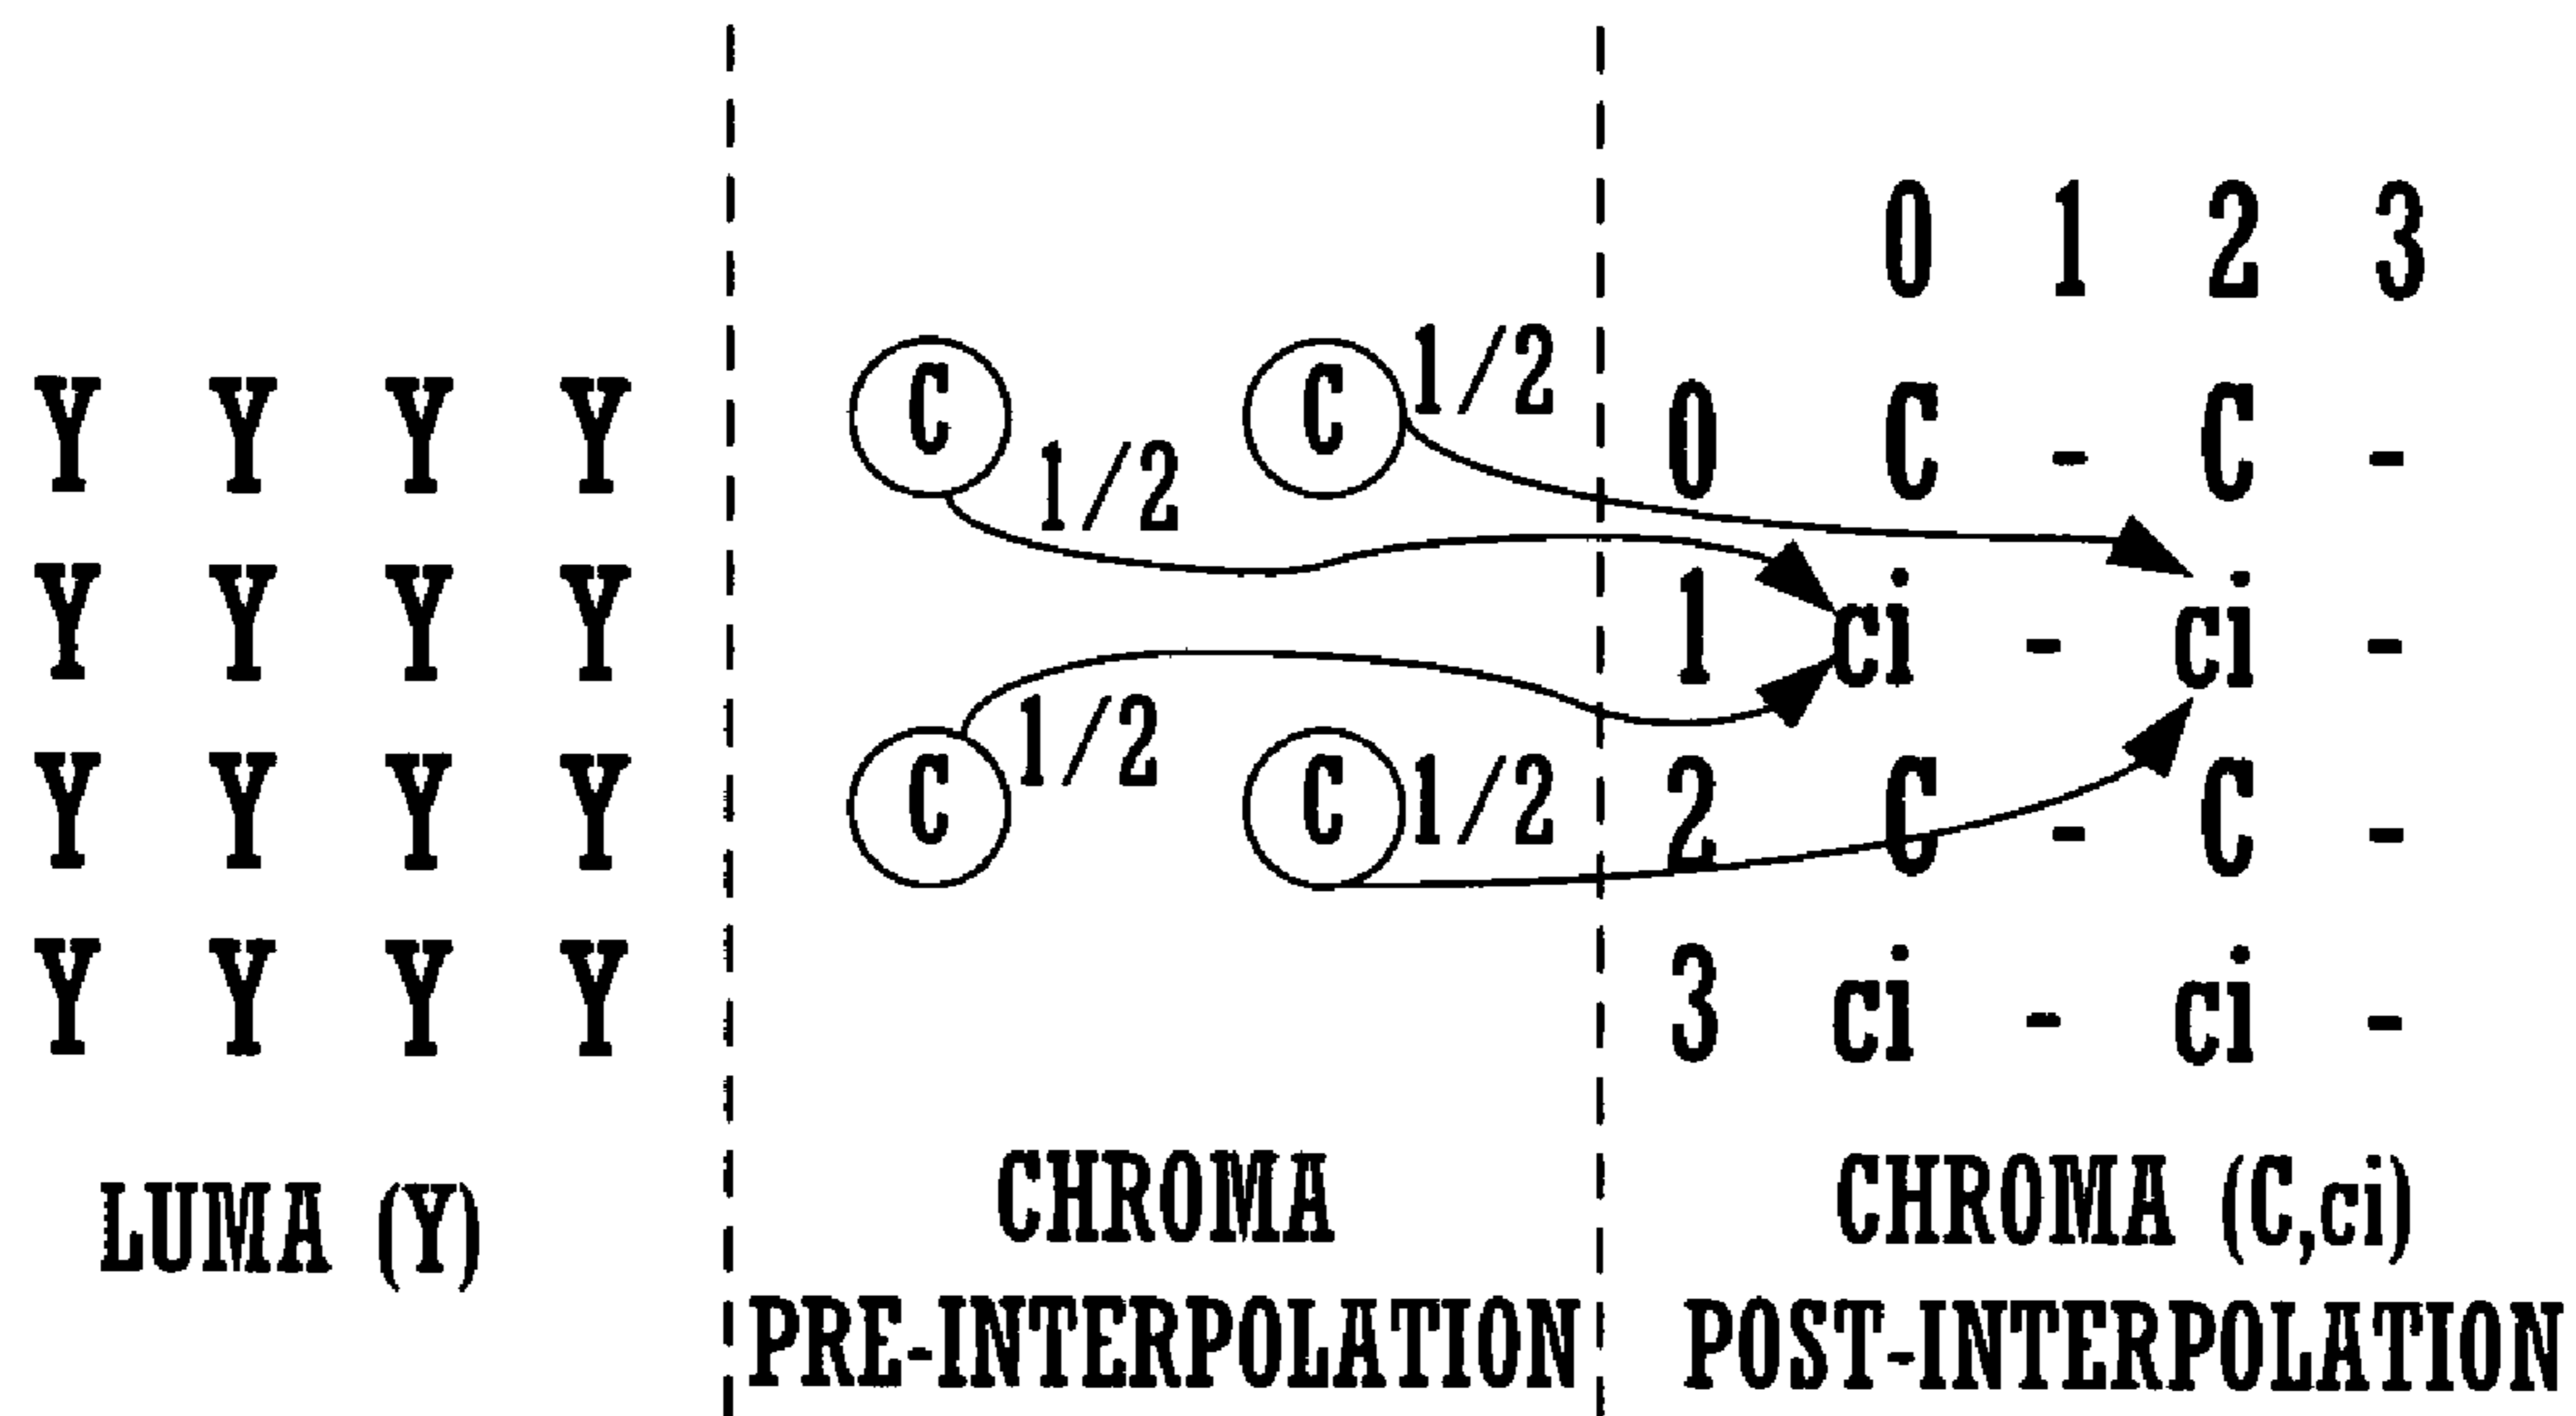 0 1 2 3
Y Y Y Y C 1/2 C 1/2 0 C - C -
Y Y Y Y 1 ci - ci -
Y Y Y Y C 1/2 C 1/2 2 C - C -
Y Y Y Y 3 ci - ci -
LUMA (Y)
CHROMA
PRE-INTERPOLATION
CHROMA (C,ci)
POST-INTERPOLATION